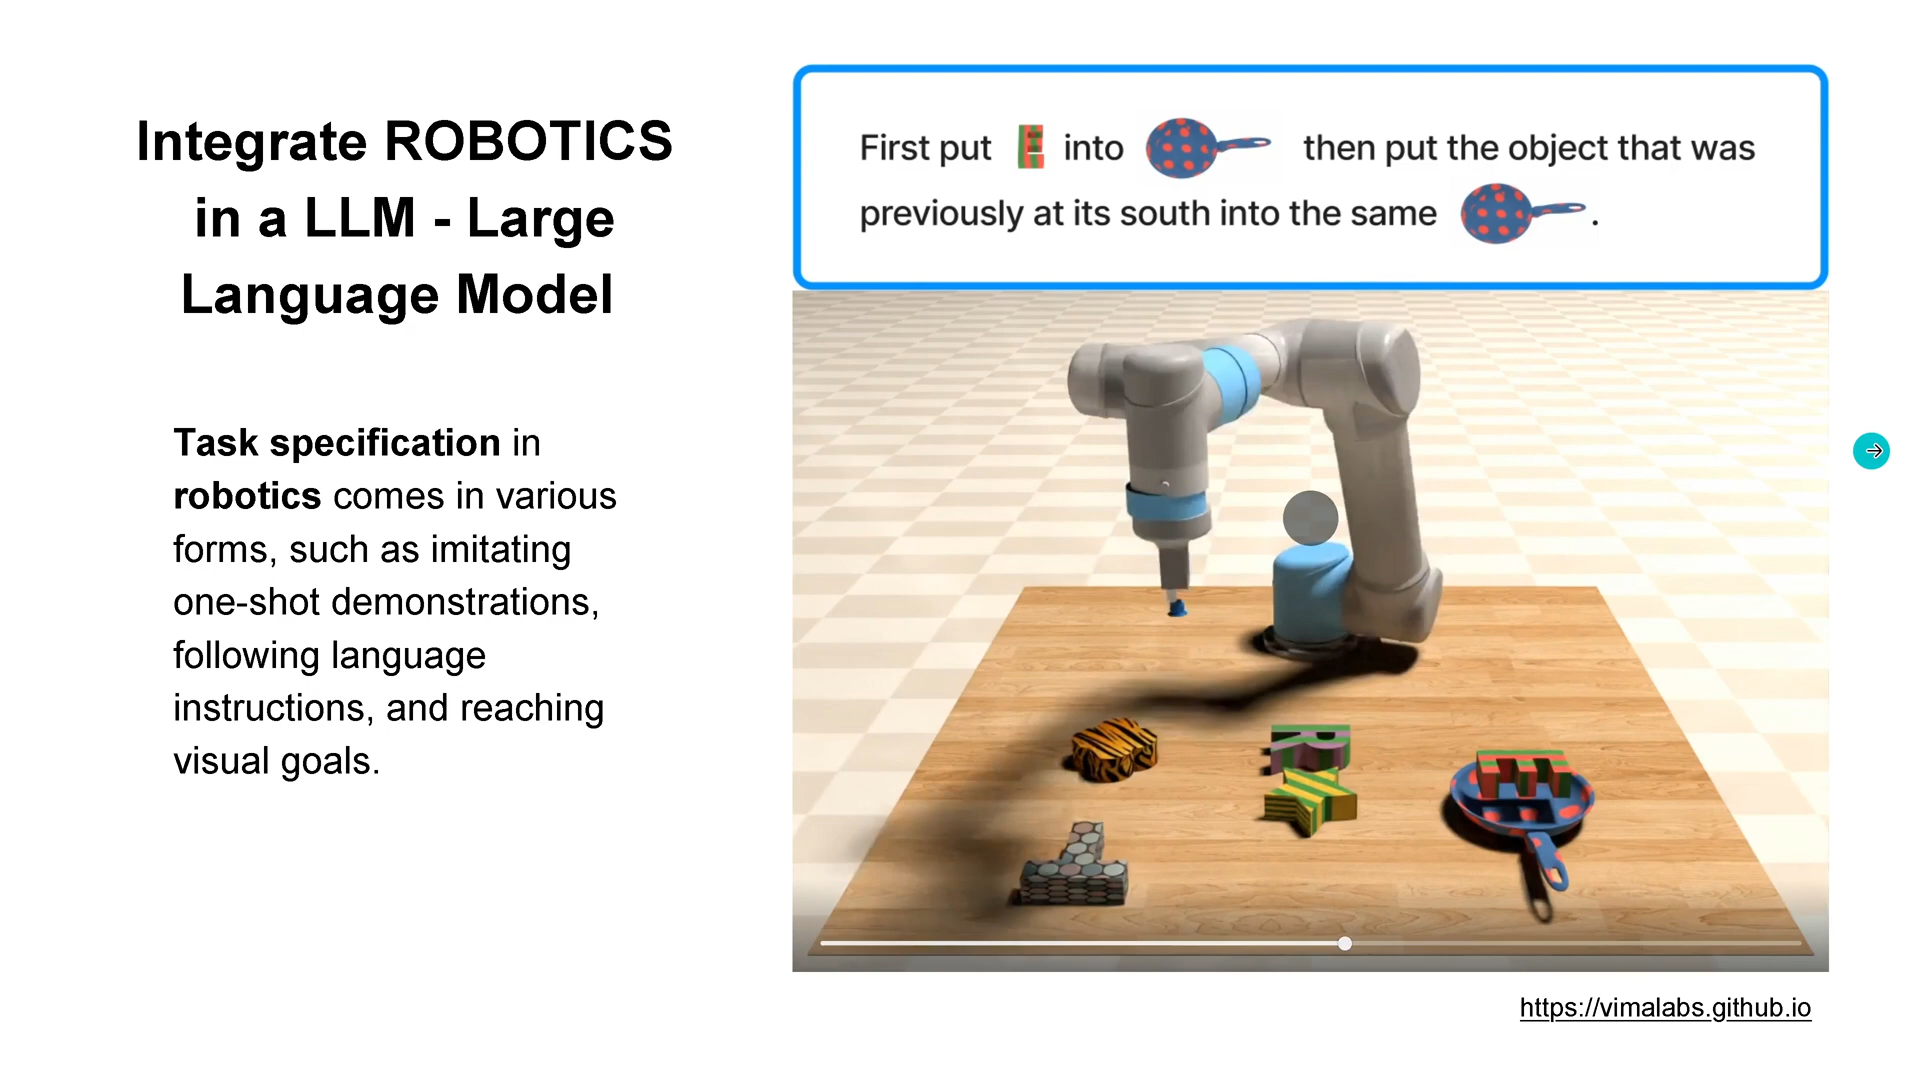 Integrate ROBOTICS
in a LLM - Large
Language Model
Task specification in
robotics comes in various
forms, such as imitating
one-shot demonstrations,
following language
instructions, and reaching
visual goals.
First put into then put the object that was
previously at its south into the same .
https://vimalabs.github.io